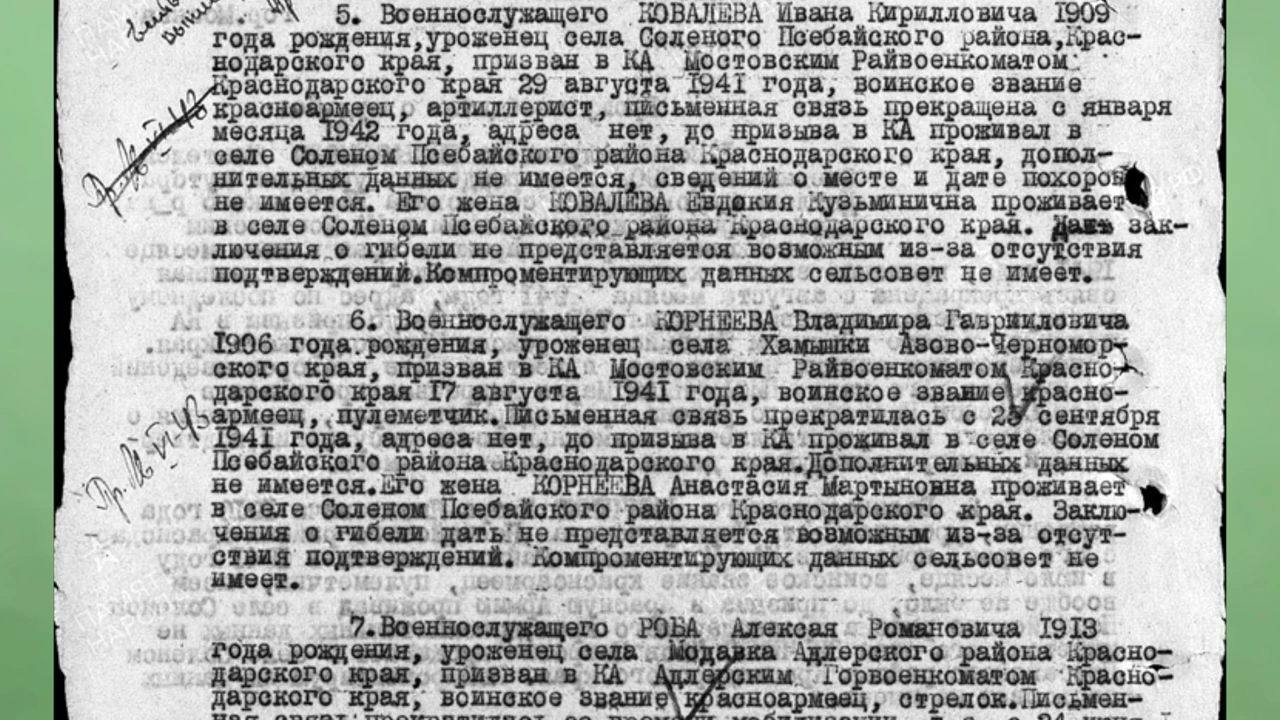 5. Военнослужащего КОВАЛЕВА Ивана Кирилловича 1909
года рождения,уроженец села Соленого Псебайского района,Крас-
нодарского края, призван в КА Мостовским Райвоенкоматом
Краснодарского края 29 августа 1941 года, воинское звание
красноармеец, артиллерист, письменная связь прекращена с января
месяца 1942 года, адреса нет, до призыва в КА проживал в
селе Соленом Псебайского района Краснодарского края, допол-
нительных данных не имеется, сведений о месте и дате похорон
не имеется. Его жена КОВАЛЕВА Евдокия Кузьминична проживает
в селе Соленом Псебайского района Краснодарского края. Дать зак-
лючения о гибели не представляется возможным из-за отсутствия
подтверждений.Компроментирующих данных сельсовет не имеет.
6. Военнослужащего КОРНЕЕВА Владимира Гаврииловича
1906 года рождения, уроженец села Хамышки Азово-Черномор-
ского края, призван в КА Мостовским Райвоенкоматом Красно-
дарского края 17 августа 1941 года, воинское звание красно-
армеец, пулеметчик.Письменная связь прекратилась с 25 сентября
1941 года, адреса нет, до призыва в КА проживал в селе Соленом
Псебайского района Краснодарского края.Дополнительных данных
не имеется.Его жена КОРНЕЕВА Анастасия Мартыновна проживает
в селе Соленом Псебайского района Краснодарского края. Заклю-
чения о гибели дать не представляется возможным из-за отсут-
ствия подтверждений. Компроментирующих данных сельсовет не
имеет.
7.Военнослужащего РОВА Алексая Романовича 1913
года рождения, уроженец села Модавка Адлерского района Красно-
дарского края, призван в КА Адлерским Горвоенкоматом Красно-
дарского края, воинское звание красноармеец, стрелок.Письмен-